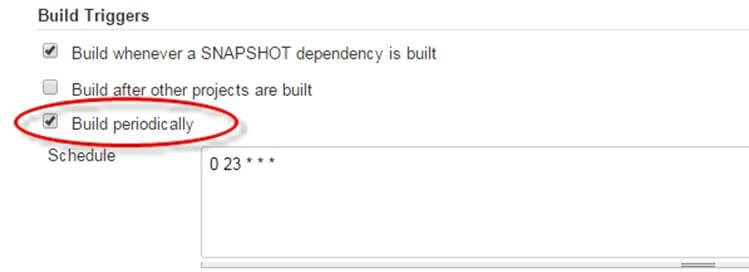 Build Triggers
Build whenever a SNAPSHOT dependency is built
Build after other projects are built
Build periodically
Schedule
0 23 * * *